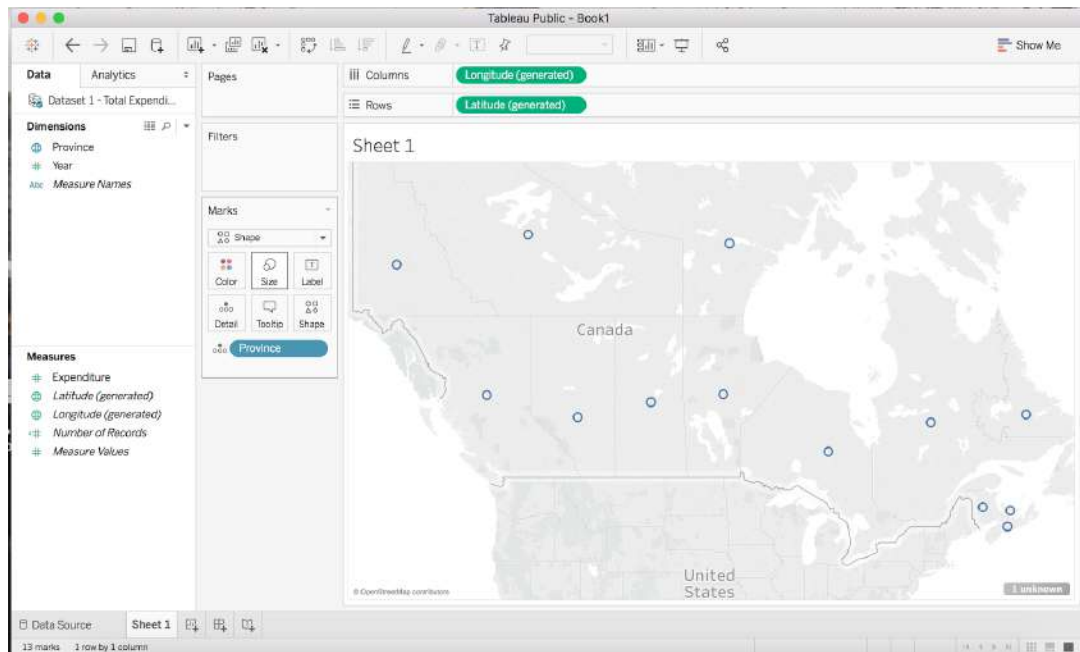 Tableau Public - Book1
Show Me
Data
Analytics
Pages
Columns
Longitude (generated)
Dataset 1 - Total Expendi...
Rows
Latitude (generated)
Dimensions
Filters
Sheet 1
Province
Year
Abc Measure Names
Marks
Shape
Color
Size
Label
Detail
Tooltip
Shape
Province
Canada
Measures
Expenditure
Latitude (generated)
Longitude (generated)
Number of Records
Measure Values
United
States
© OpenStreetMap contributors
1 unknown
Data Source
Sheet 1
13 marks
1 row by 1 column